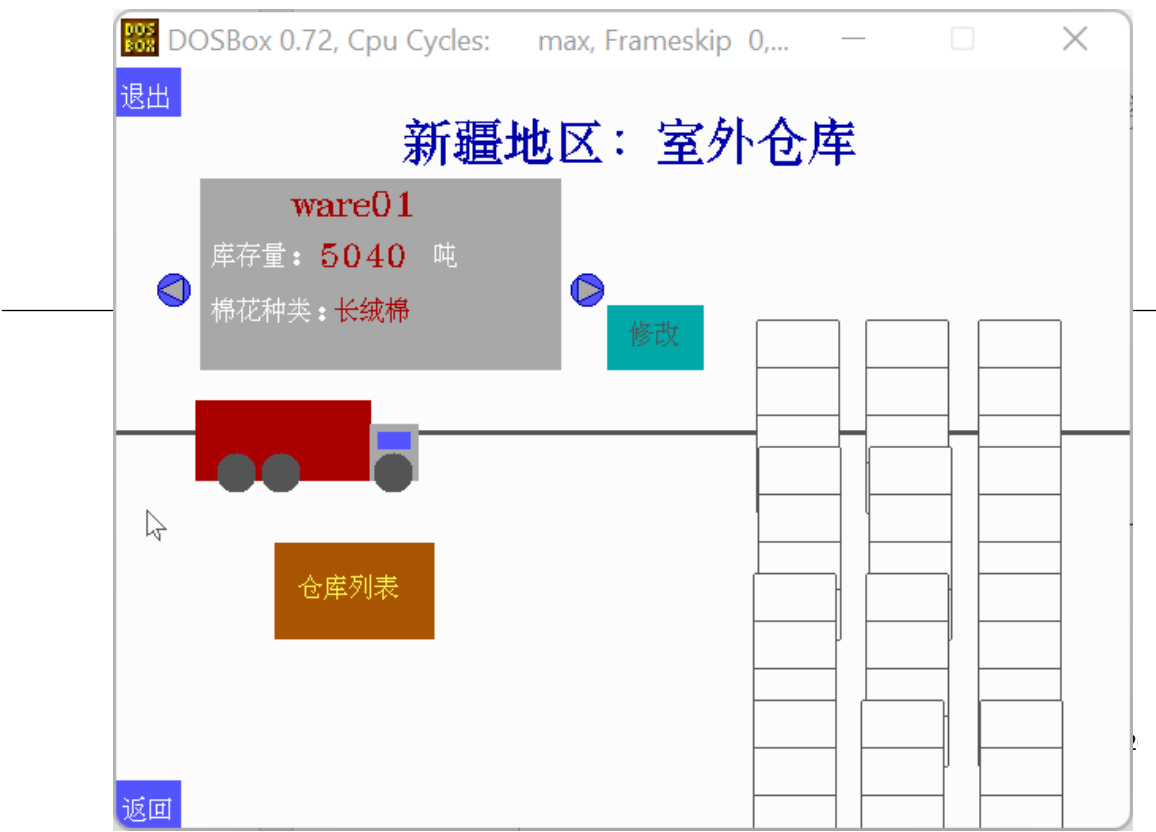 DOS BOX DOSBox 0.72, Cpu Cycles: max, Frameskip 0,...
退出
新疆地区：室外仓库
ware01
库存量：5040 吨
棉花种类：长绒棉
修改
仓库列表
返回